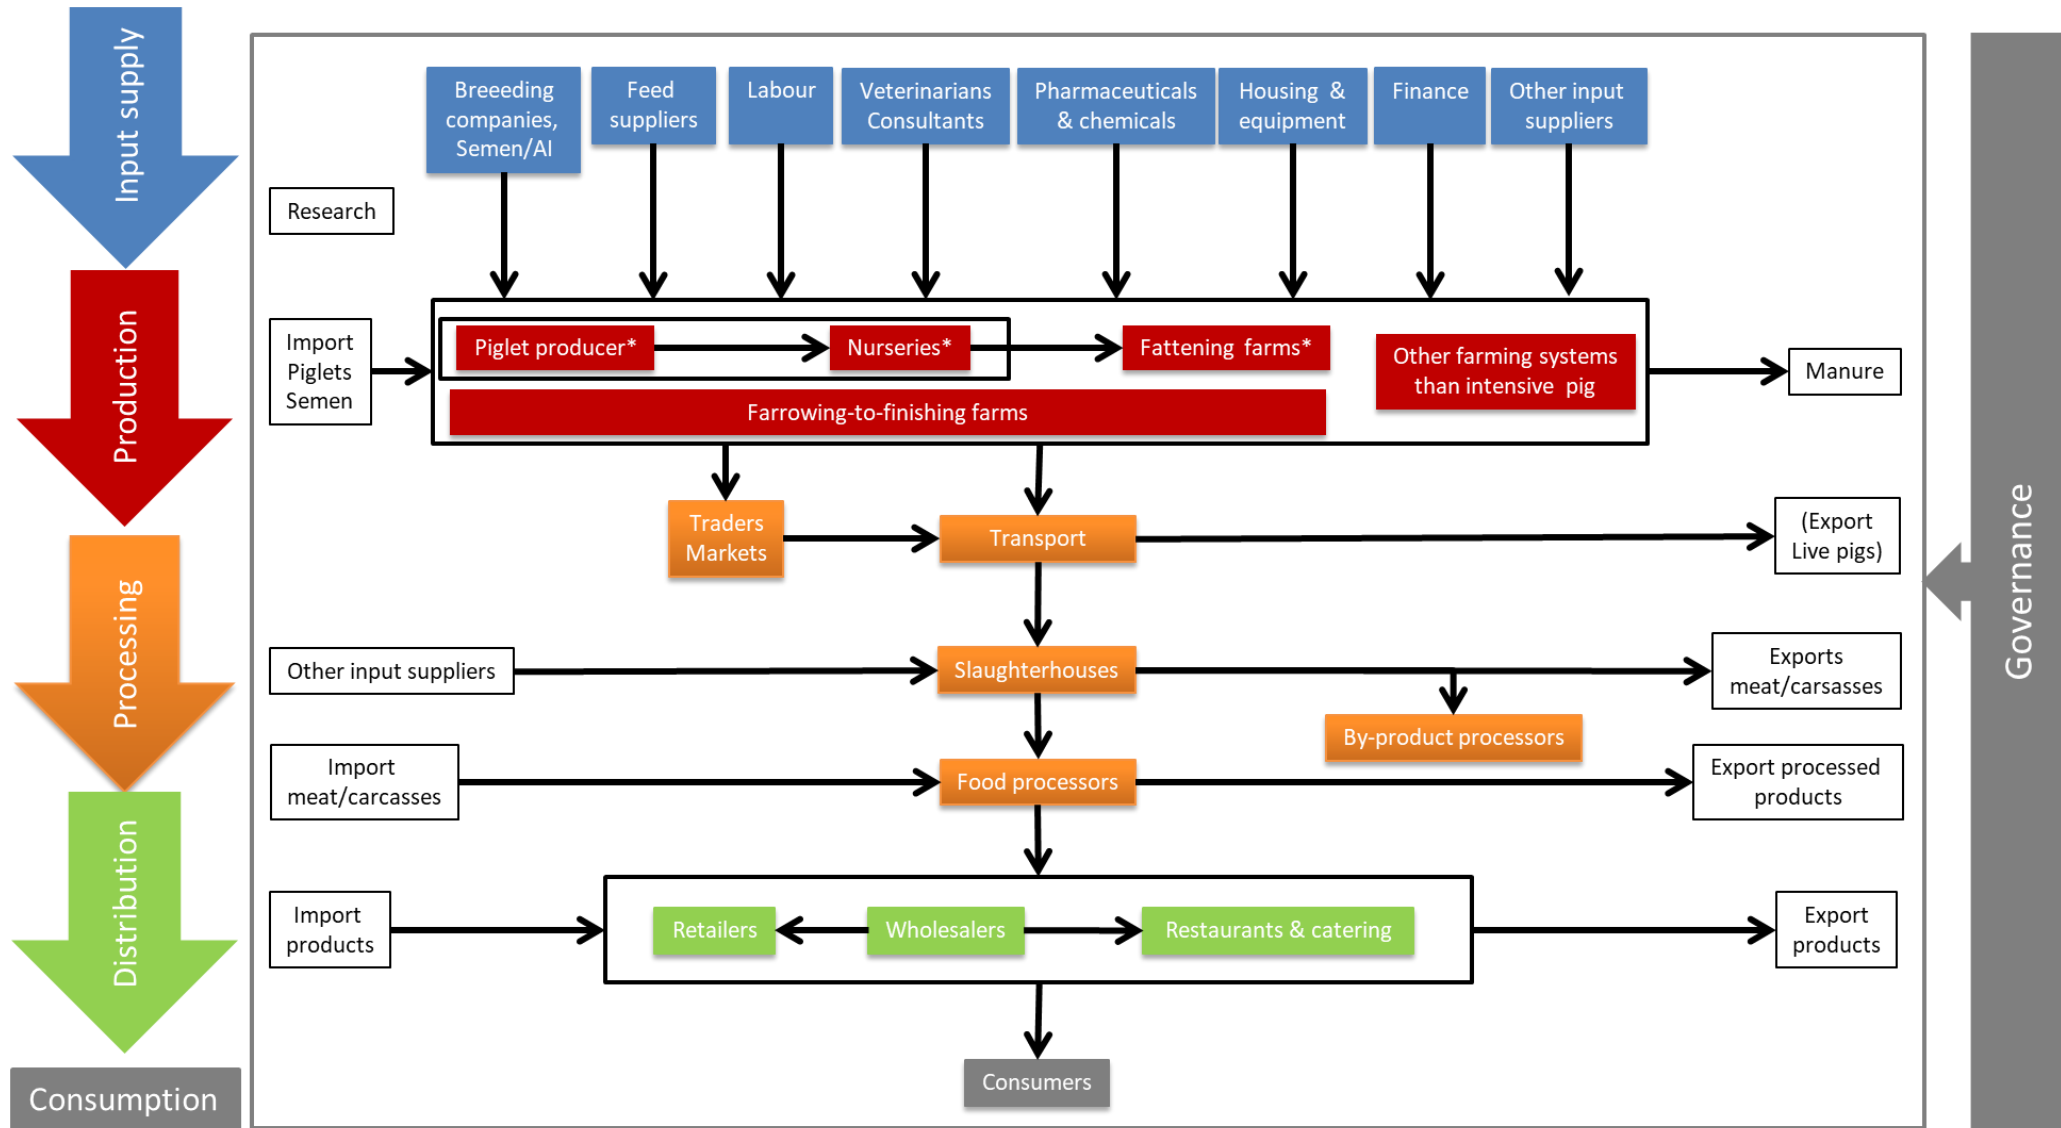 Input supply
Production
Processing
Distribution
Consumption
Breeeding
companies,
Semen/AI
Feed
suppliers
Labour
Veterinarians
Consultants
Pharmaceuticals
& chemicals
Housing &
equipment
Finance
Other input
suppliers
Research
Import
Piglets
Semen
Piglet producer*
Nurseries*
Fattening farms*
Other farming systems
than intensive pig
Farrowing-to-finishing farms
Manure
Traders
Markets
Transport
(Export
Live pigs)
Other input suppliers
Slaughterhouses
Exports
meat/carsasses
By-product processors
Import
meat/carcasses
Food processors
Export processed
products
Import
products
Retailers
Wholesalers
Restaurants & catering
Export
products
Consumers
Governance